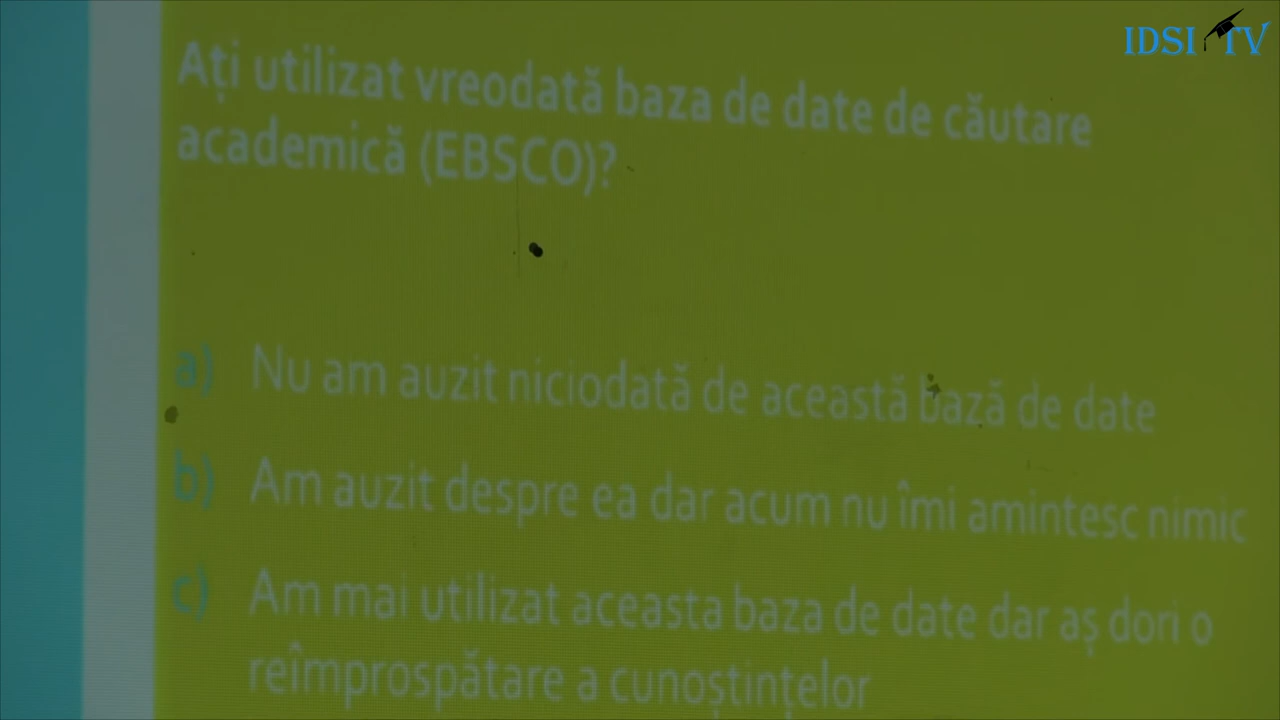 IDSI TV
Ați utilizat vreodată baza de date de căutare
academică (EBSCO)?
a) Nu am auzit niciodată de această bază de date
b) Am auzit despre ea dar acum nu îmi amintesc nimic
c) Am mai utilizat aceasta baza de date dar aș dori o
reîmprospătare a cunoștințelor